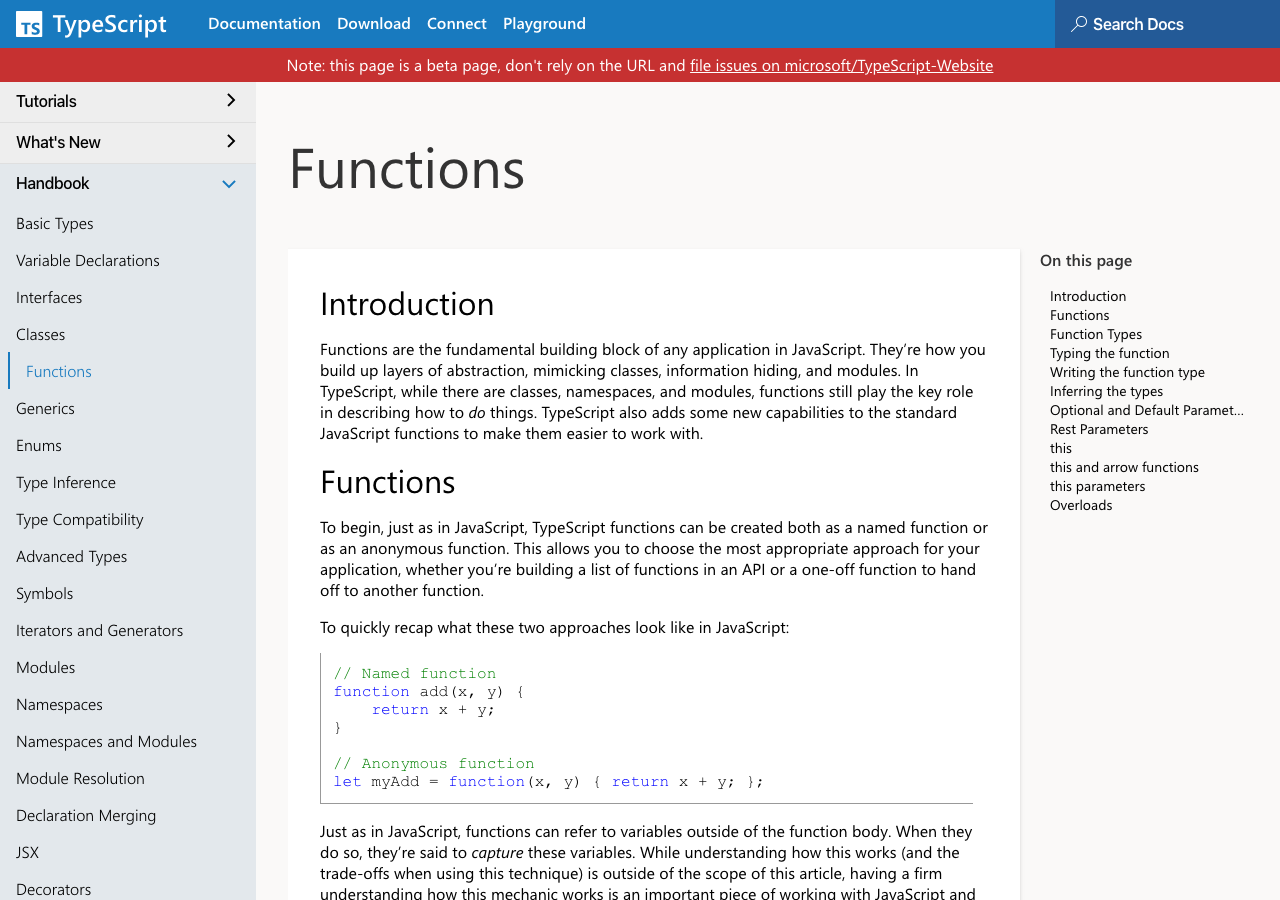 TS TypeScript Documentation Download Connect Playground Search Docs
Note: this page is a beta page, don't rely on the URL and file issues on microsoft/TypeScript-Website
Tutorials
What's New
Handbook
Basic Types
Variable Declarations
Interfaces
Classes
Functions
Generics
Enums
Type Inference
Type Compatibility
Advanced Types
Symbols
Iterators and Generators
Modules
Namespaces
Namespaces and Modules
Module Resolution
Declaration Merging
JSX
Decorators
Functions
Introduction
Functions are the fundamental building block of any application in JavaScript. They’re how you
build up layers of abstraction, mimicking classes, information hiding, and modules. In
TypeScript, while there are classes, namespaces, and modules, functions still play the key role
in describing how to do things. TypeScript also adds some new capabilities to the standard
JavaScript functions to make them easier to work with.
Functions
To begin, just as in JavaScript, TypeScript functions can be created both as a named function or
as an anonymous function. This allows you to choose the most appropriate approach for your
application, whether you’re building a list of functions in an API or a one-off function to hand
off to another function.
To quickly recap what these two approaches look like in JavaScript:
// Named function
function add(x, y) {
    return x + y;
}
// Anonymous function
let myAdd = function(x, y) { return x + y; };
Just as in JavaScript, functions can refer to variables outside of the function body. When they
do so, they’re said to capture these variables. While understanding how this works (and the
trade-offs when using this technique) is outside of the scope of this article, having a firm
understanding how this mechanic works is an important piece of working with JavaScript and
On this page
Introduction
Functions
Function Types
Typing the function
Writing the function type
Inferring the types
Optional and Default Paramet...
Rest Parameters
this
this and arrow functions
this parameters
Overloads